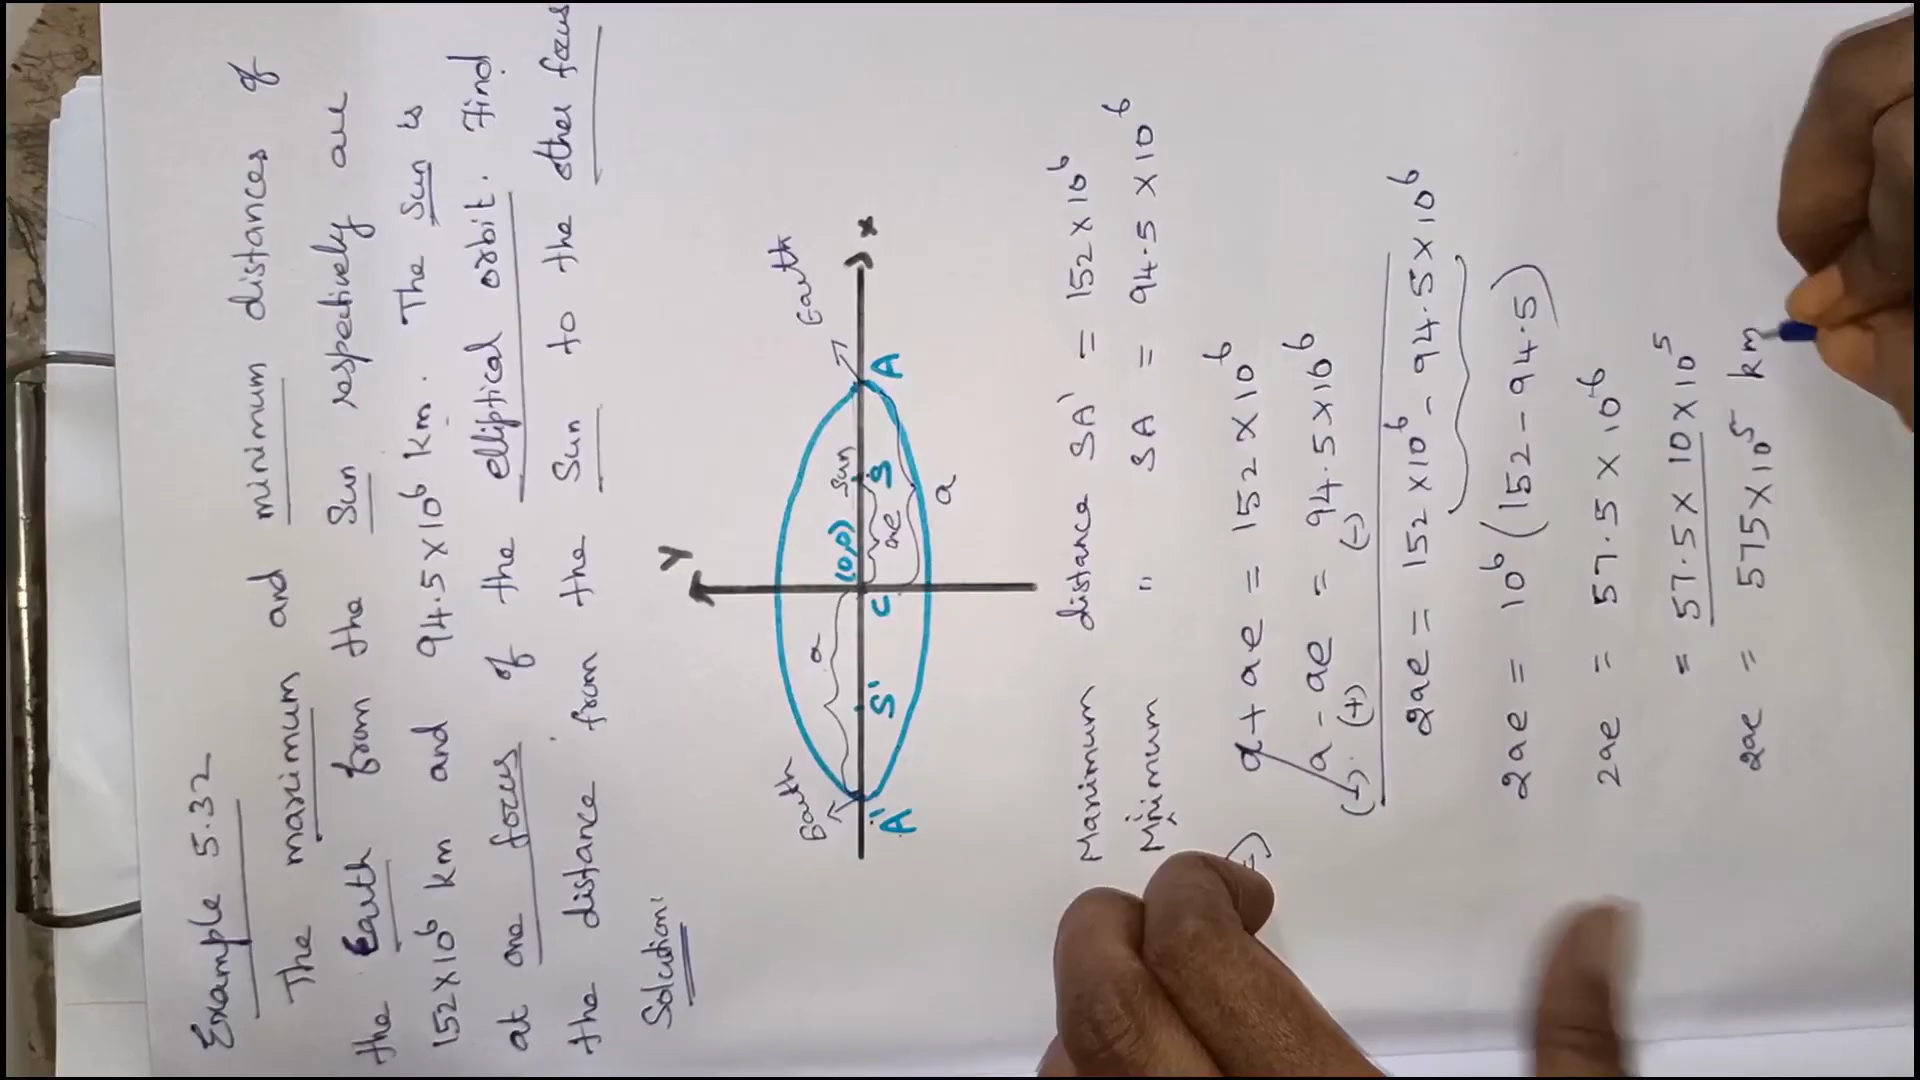 Example 5.32
The maximum and minimum distances of
the Earth from the Sun respectively are
152×10⁶ km and 94.5×10⁶ km. The Sun is
at one focus of the elliptical orbit. Find
the distance from the Sun to the other focus
Solution:
Y
Earth
Earth
a
(0,0)
Sun
x
A'
S'
C
S
A
ae
a
Maximum distance SA' = 152×10⁶
Minimum " SA = 94.5×10⁶
a + ae = 152×10⁶
a - ae = 94.5×10⁶
(-) (+) (-)
2ae = 152×10⁶ - 94.5×10⁶
2ae = 10⁶(152-94.5)
2ae = 57.5×10⁶
= 57.5×10×10⁵
2ae = 575×10⁵ km